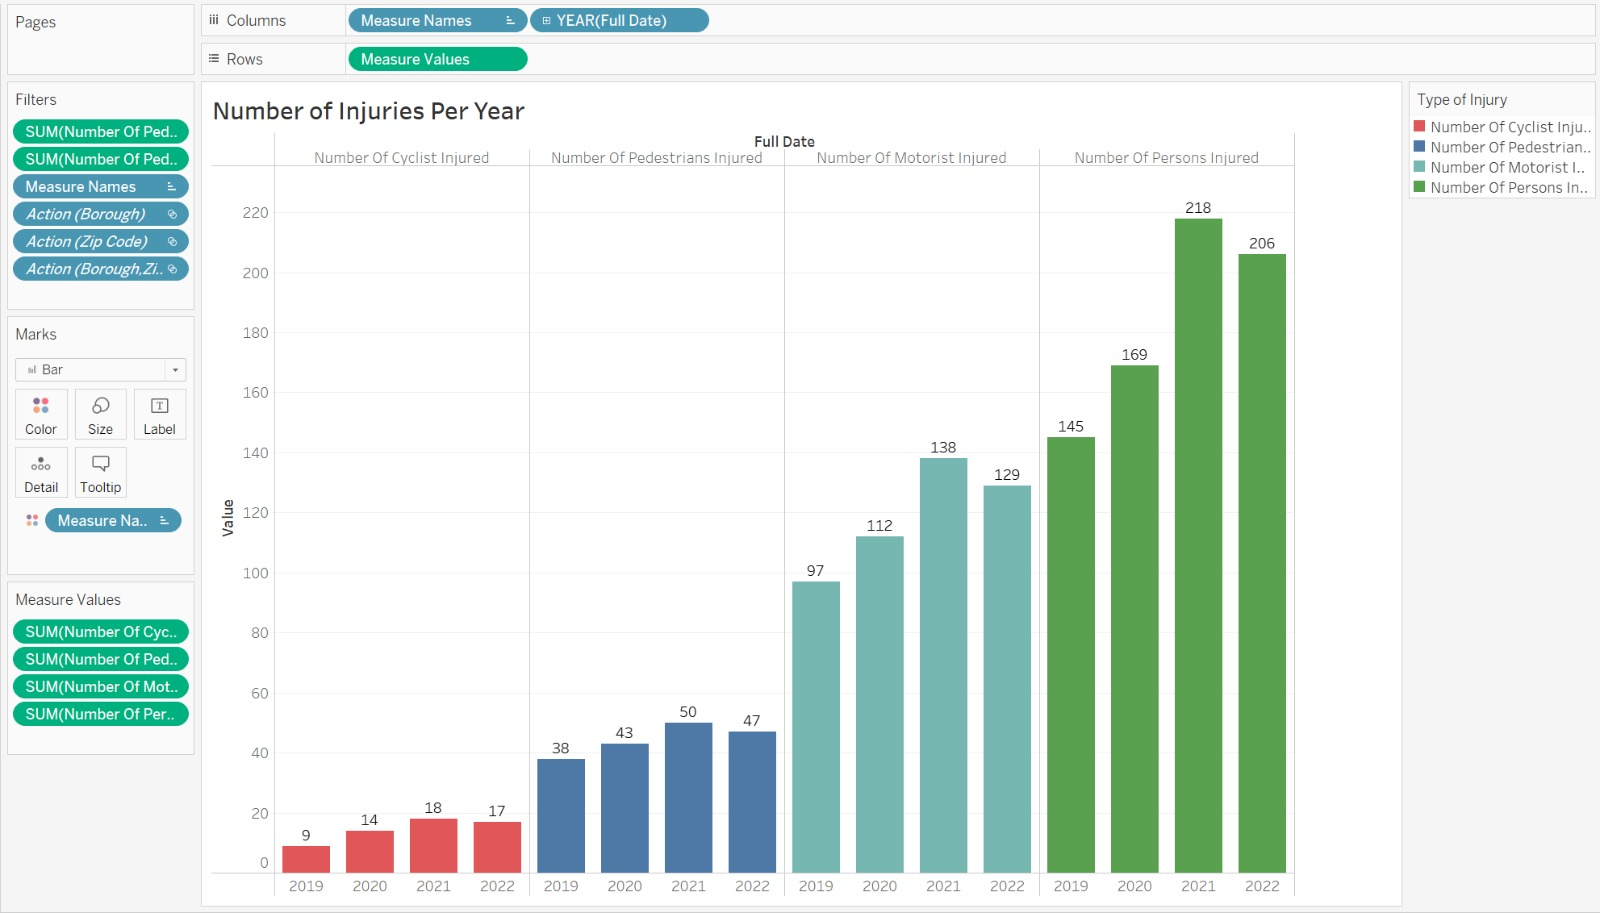 Pages
Columns
Measure Names
YEAR(Full Date)
Rows
Measure Values
Filters
SUM(Number Of Ped..
SUM(Number Of Ped..
Measure Names
Action (Borough)
Action (Zip Code)
Action (Borough,Zi..
Marks
Bar
Color Size Label
Detail Tooltip
Measure Na..
Measure Values
SUM(Number Of Cyc..
SUM(Number Of Ped..
SUM(Number Of Mot..
SUM(Number Of Per..
Number of Injuries Per Year
Full Date
Number Of Cyclist Injured Number Of Pedestrians Injured Number Of Motorist Injured Number Of Persons Injured
Value
220
200
180
160
140
120
100
80
60
40
20
0
9 14 18 17
38 43 50 47
97 112 138 129
145 169 218 206
2019 2020 2021 2022 2019 2020 2021 2022 2019 2020 2021 2022 2019 2020 2021 2022
Type of Injury
Number Of Cyclist Inju..
Number Of Pedestrian..
Number Of Motorist I..
Number Of Persons In..